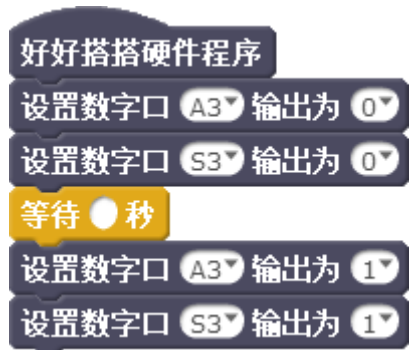 好好搭搭硬件程序
设置数字口 A3 输出为 0
设置数字口 S3 输出为 0
等待 秒
设置数字口 A3 输出为 1
设置数字口 S3 输出为 1